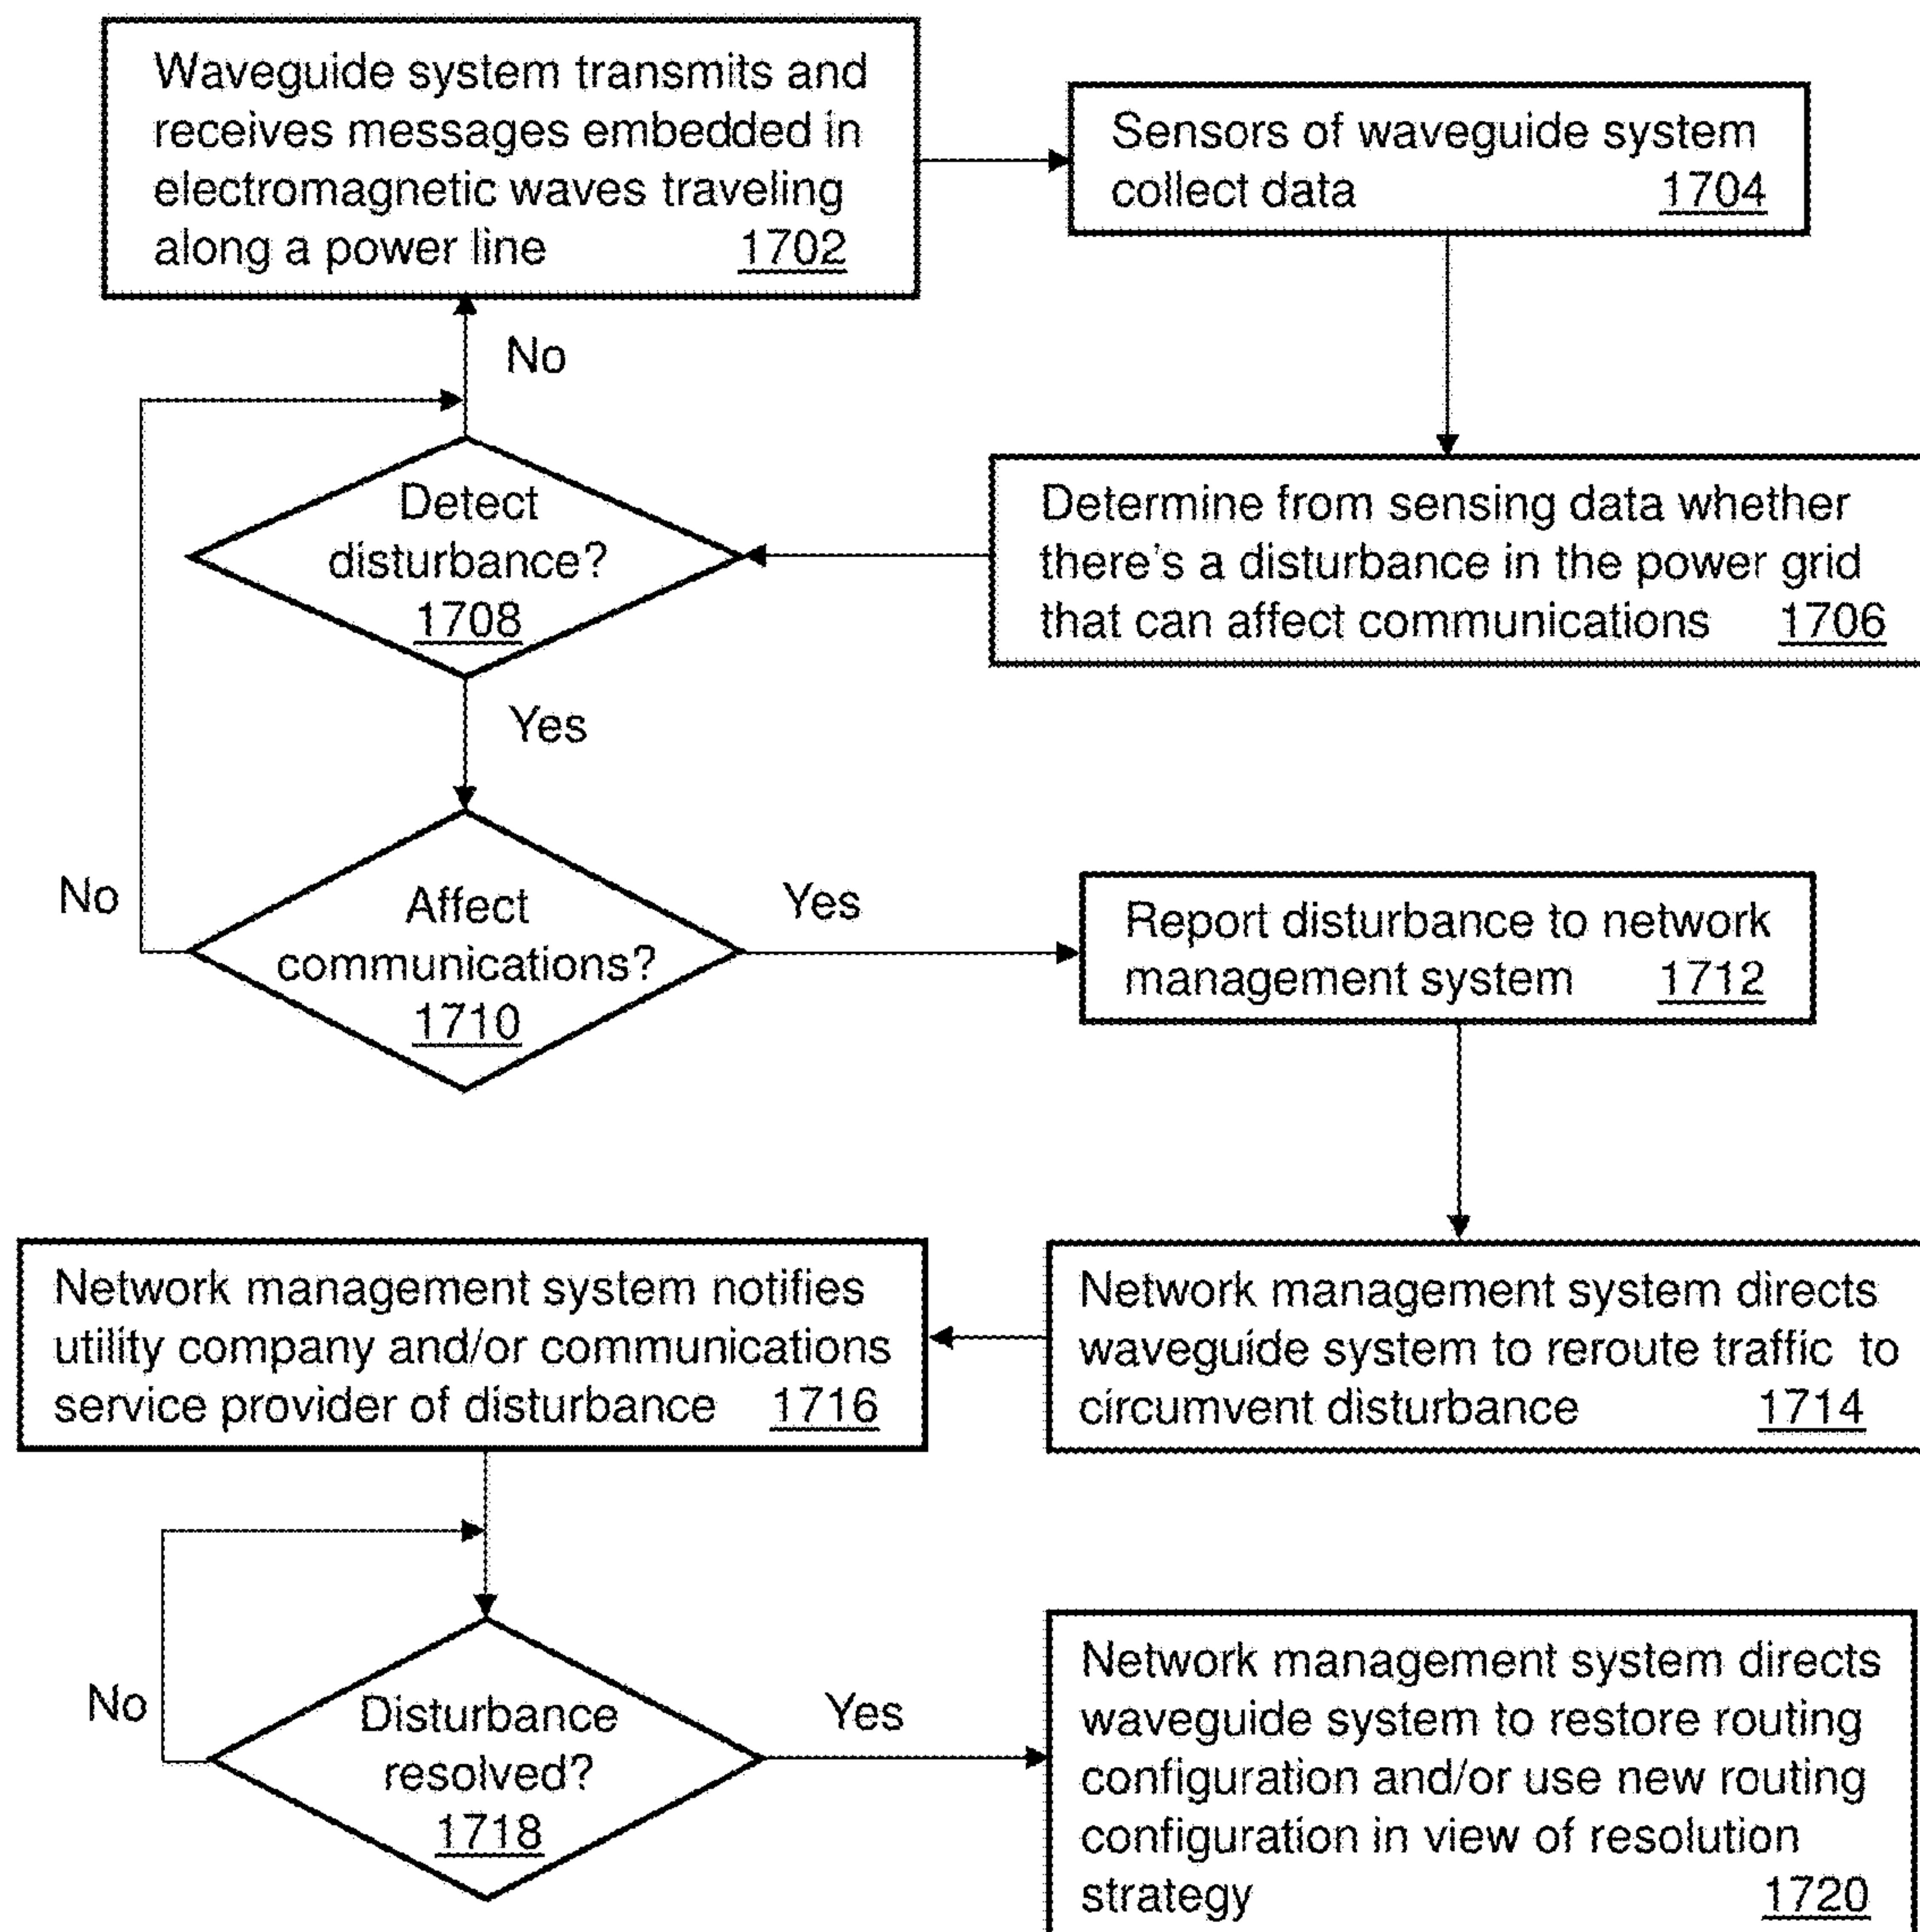 Waveguide system transmits and
receives messages embedded in
electromagnetic waves traveling
along a power line 1702
Sensors of waveguide system
collect data 1704
No
Detect
disturbance?
1708
Determine from sensing data whether
there's a disturbance in the power grid
that can affect communications 1706
Yes
No
Affect
communications?
1710
Yes
Report disturbance to network
management system 1712
Network management system notifies
utility company and/or communications
service provider of disturbance 1716
Network management system directs
waveguide system to reroute traffic to
circumvent disturbance 1714
No
Disturbance
resolved?
1718
Yes
Network management system directs
waveguide system to restore routing
configuration and/or use new routing
configuration in view of resolution
strategy 1720